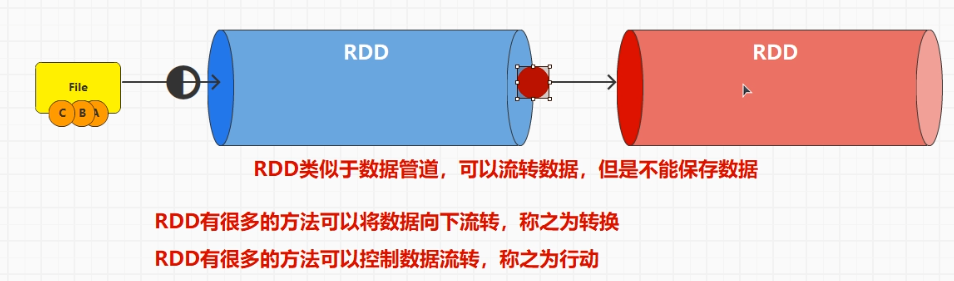 RDD
RDD
File
C B A
RDD类似于数据管道，可以流转数据，但是不能保存数据
RDD有很多的方法可以将数据向下流转，称之为转换
RDD有很多的方法可以控制数据流转，称之为行动